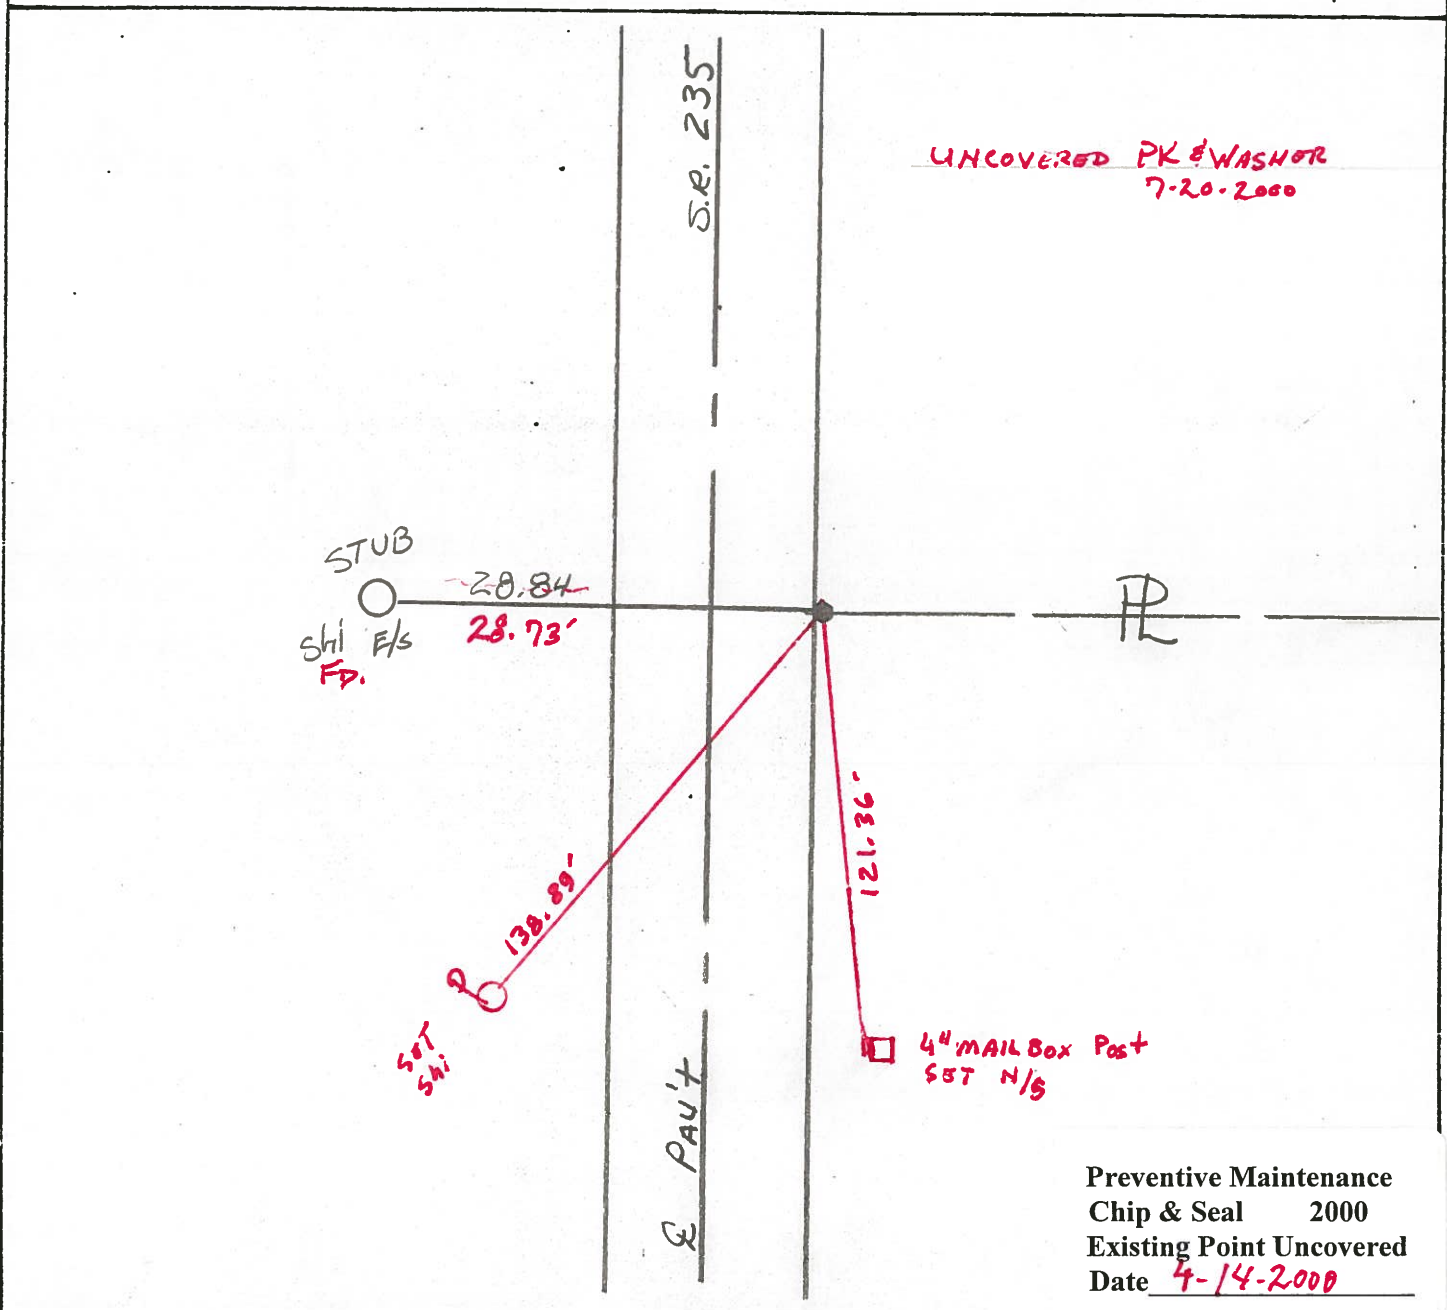 S.R. 235
UNCOVERED PK & WASHER
7-20-2000
STUB
28.84
28.73'
Shi E/S
FD.
PL
121.36'
138.89'
SET
Shi
4" MAIL BOX Post
SET N/S
℄ PAV't
Preventive Maintenance
Chip & Seal 2000
Existing Point Uncovered
Date 4-14-2000